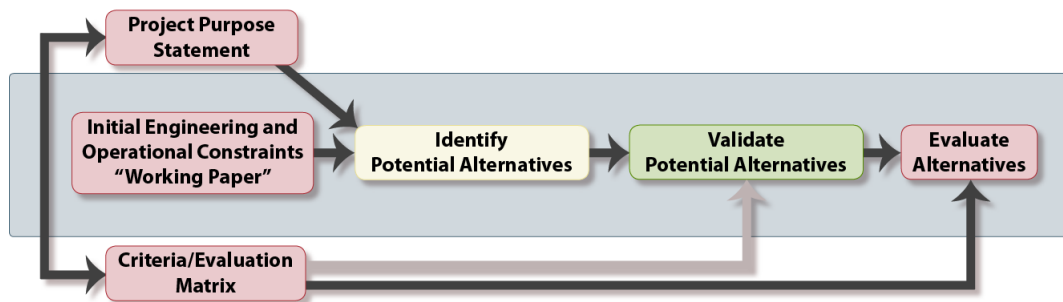 Project Purpose
Statement
Initial Engineering and
Operational Constraints
“Working Paper”
Identify
Potential Alternatives
Validate
Potential Alternatives
Evaluate
Alternatives
Criteria/Evaluation
Matrix